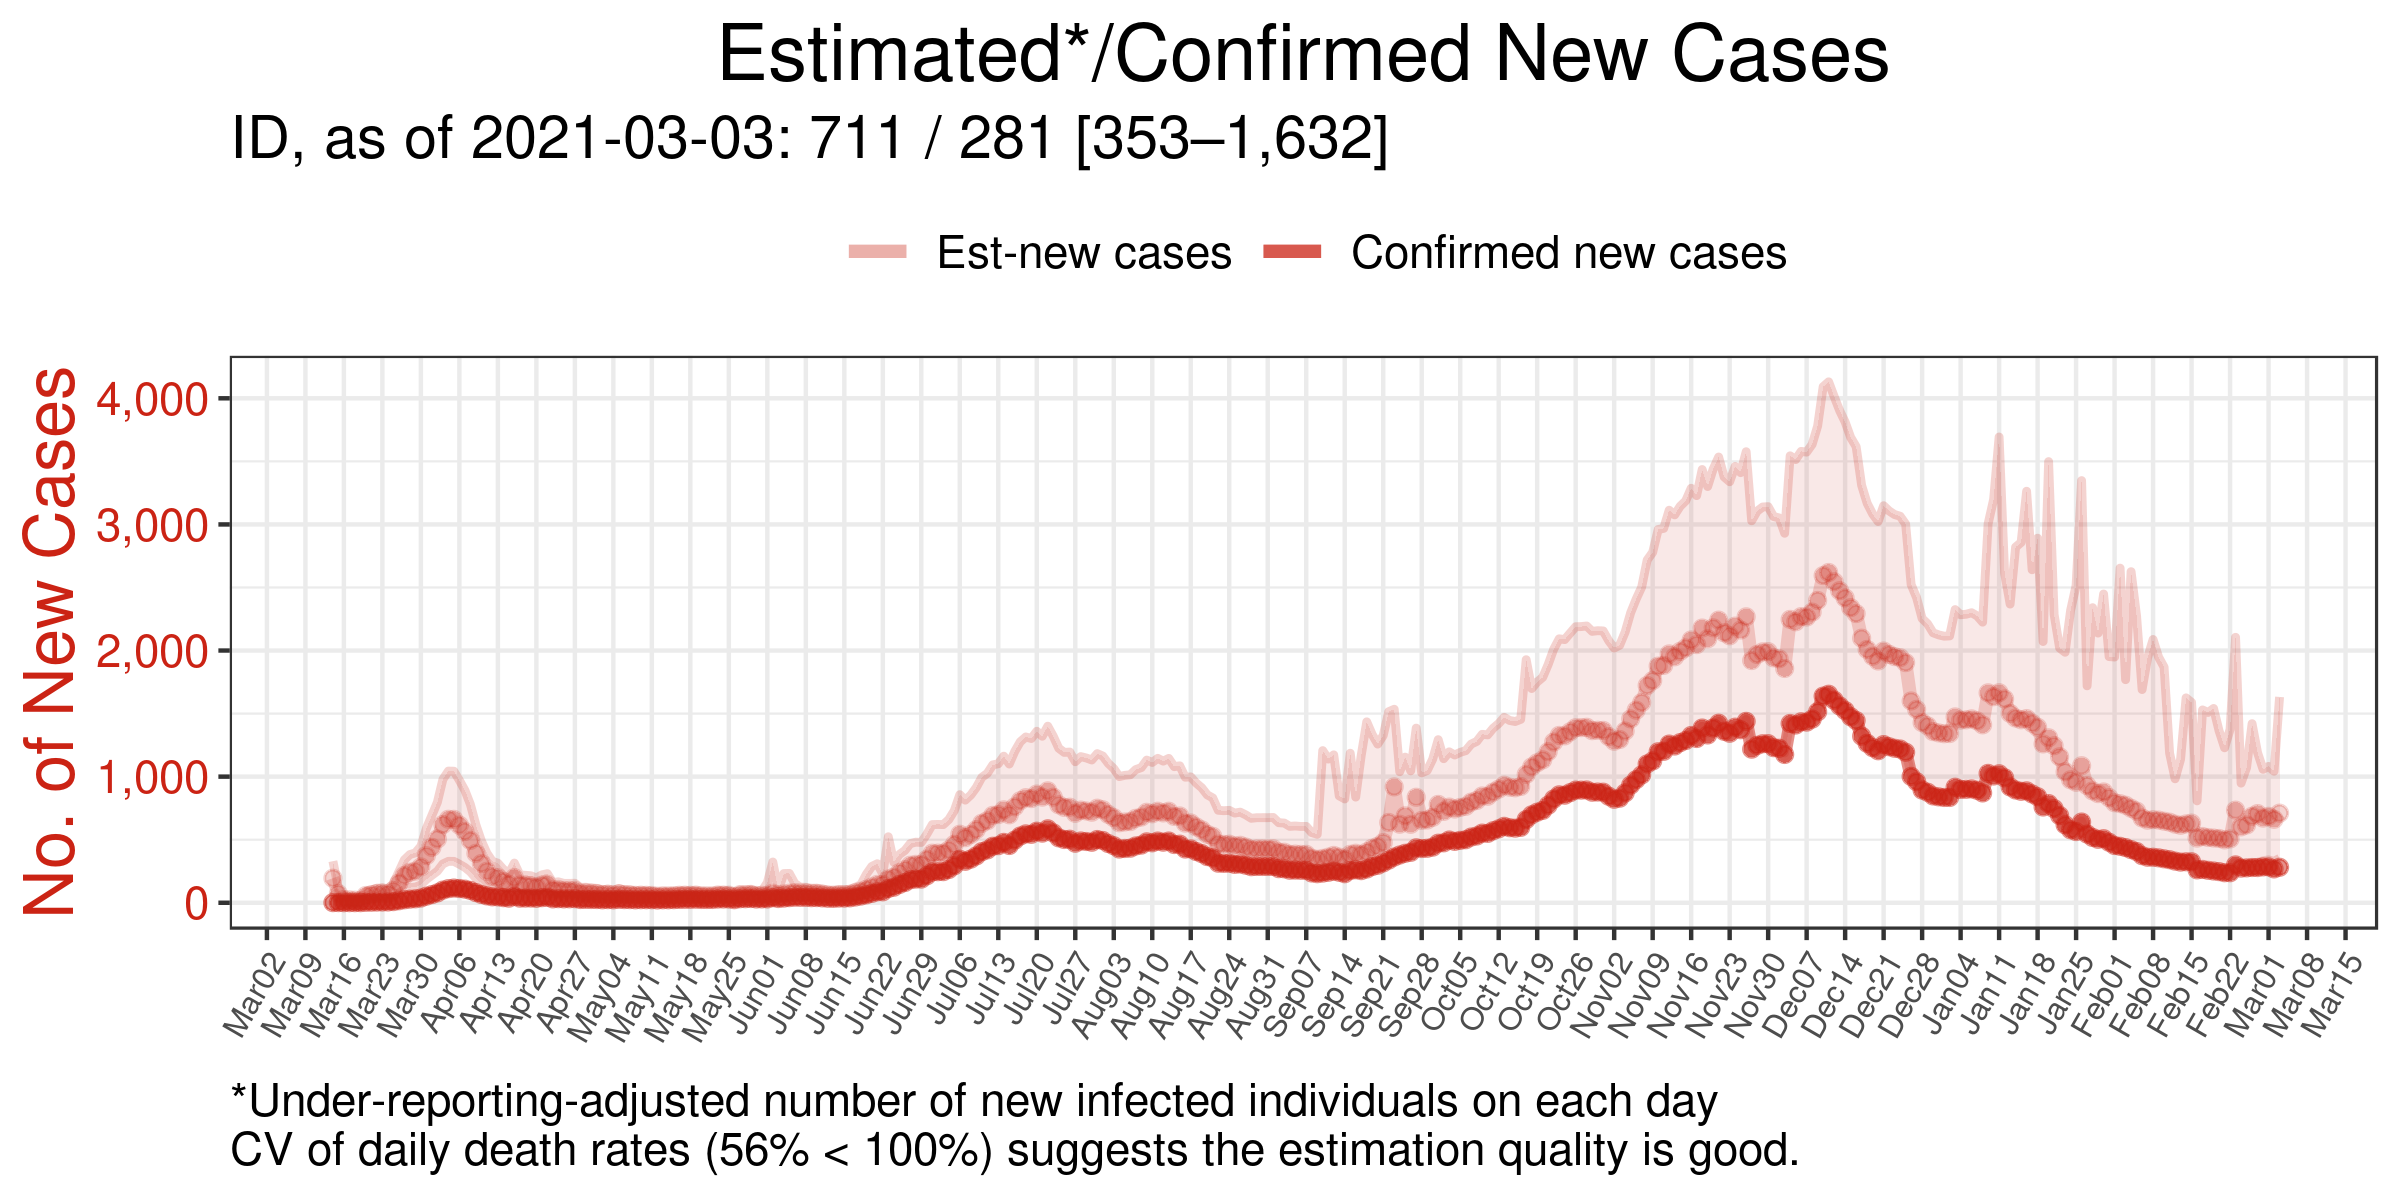 Estimated*/Confirmed New Cases
ID, as of 2021-03-03: 711 / 281 [353–1,632]
Est-new cases Confirmed new cases
No. of New Cases
4,000
3,000
2,000
1,000
0
Mar02 Mar09 Mar16 Mar23 Mar30 Apr06 Apr13 Apr20 Apr27 May04 May11 May18 May25 Jun01 Jun08 Jun15 Jun22 Jun29 Jul06 Jul13 Jul20 Jul27 Aug03 Aug10 Aug17 Aug24 Aug31 Sep07 Sep14 Sep21 Sep28 Oct05 Oct12 Oct19 Oct26 Nov02 Nov09 Nov16 Nov23 Nov30 Dec07 Dec14 Dec21 Dec28 Jan04 Jan11 Jan18 Jan25 Feb01 Feb08 Feb15 Feb22 Mar01 Mar08 Mar15
*Under-reporting-adjusted number of new infected individuals on each day
CV of daily death rates (56% < 100%) suggests the estimation quality is good.